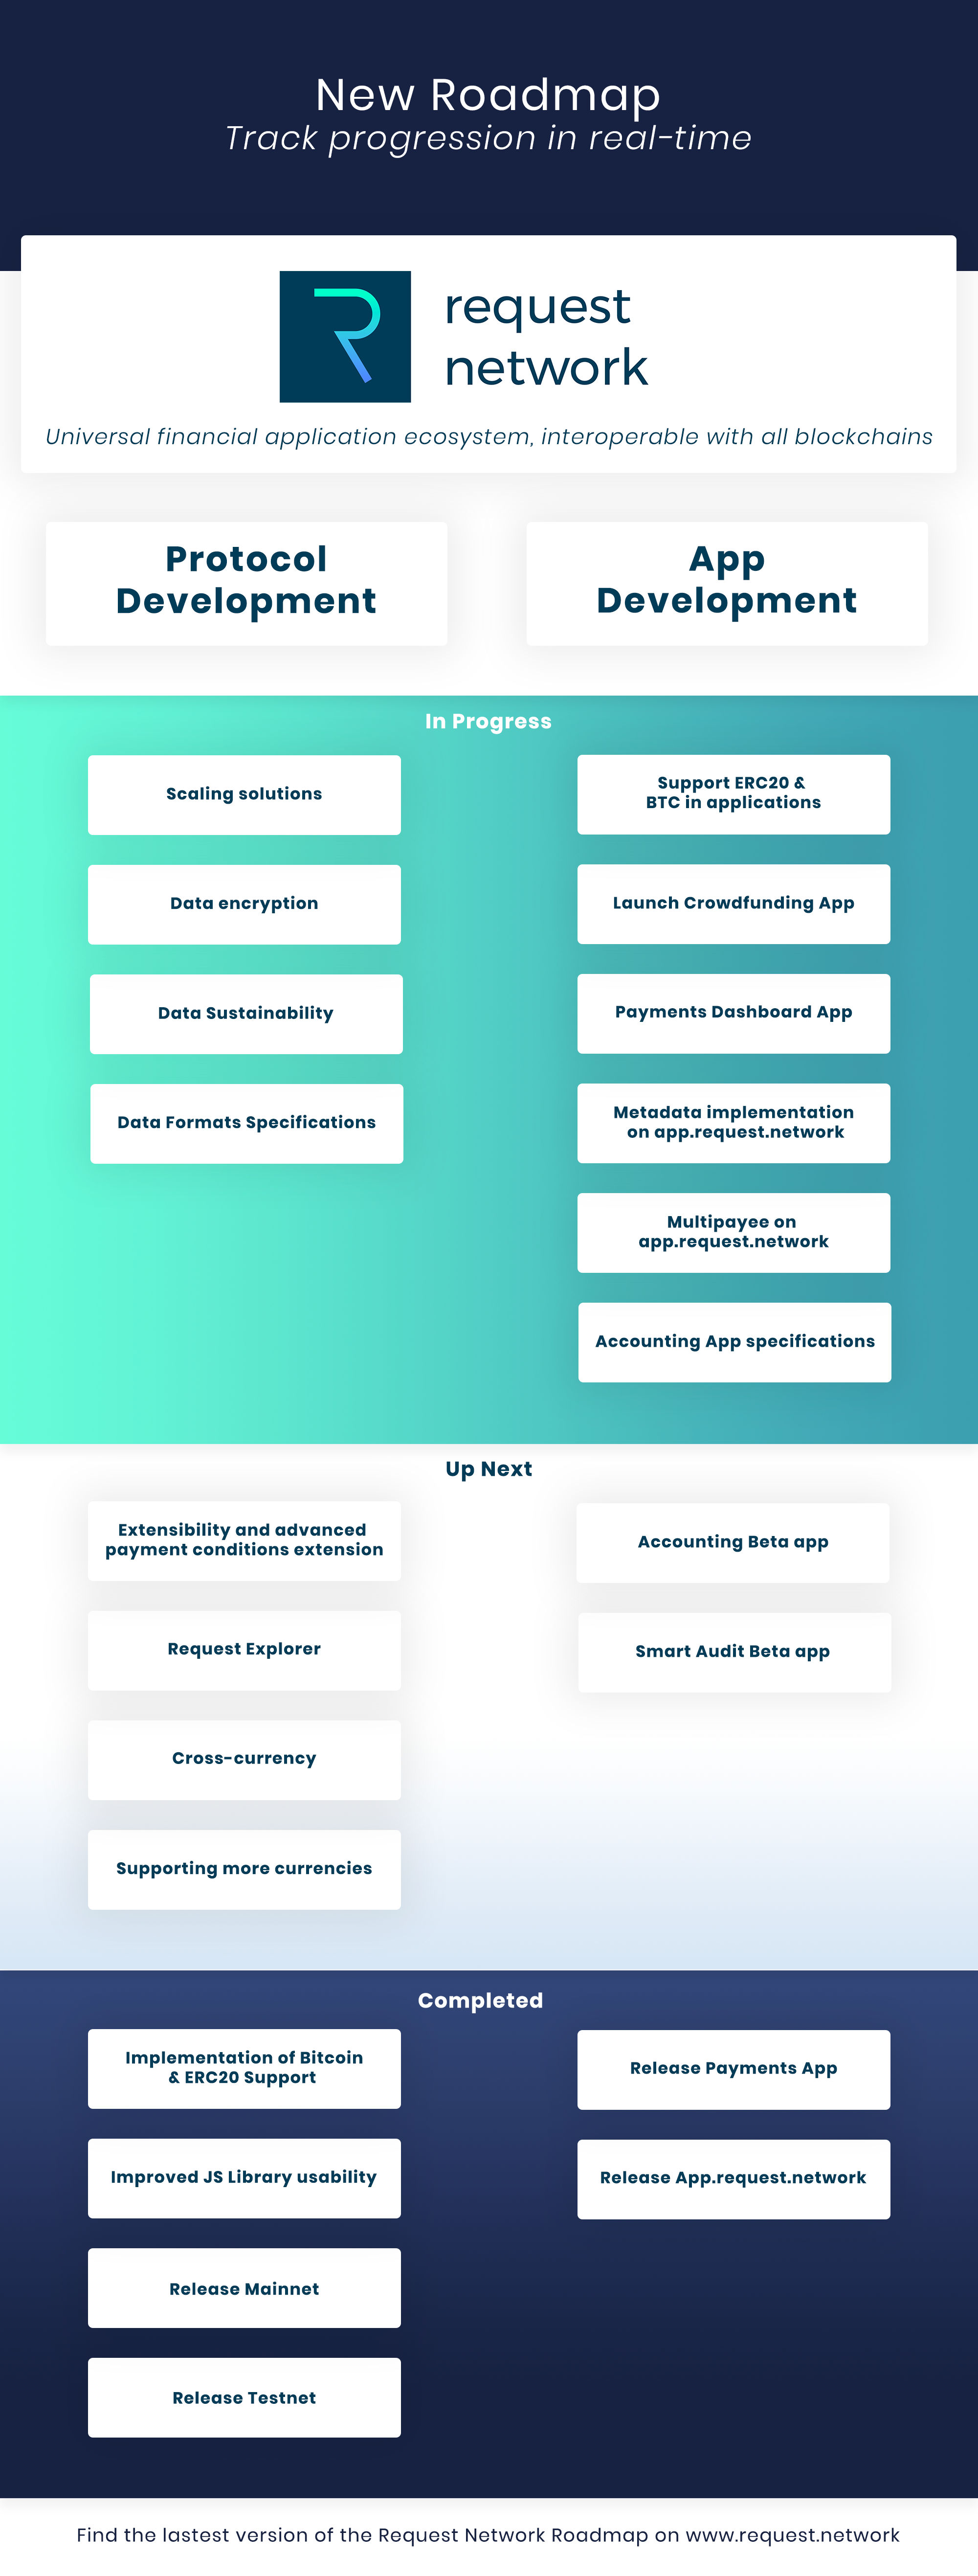 New Roadmap
Track progression in real-time
request
network
Universal financial application ecosystem, interoperable with all blockchains
Protocol
Development
App
Development
In Progress
Scaling solutions
Data encryption
Data Sustainability
Data Formats Specifications
Support ERC20 &
BTC in applications
Launch Crowdfunding App
Payments Dashboard App
Metadata implementation
on app.request.network
Multipayee on
app.request.network
Accounting App specifications
Up Next
Extensibility and advanced
payment conditions extension
Request Explorer
Cross-currency
Supporting more currencies
Accounting Beta app
Smart Audit Beta app
Completed
Implementation of Bitcoin
& ERC20 Support
Improved JS Library usability
Release Mainnet
Release Testnet
Release Payments App
Release App.request.network
Find the lastest version of the Request Network Roadmap on www.request.network